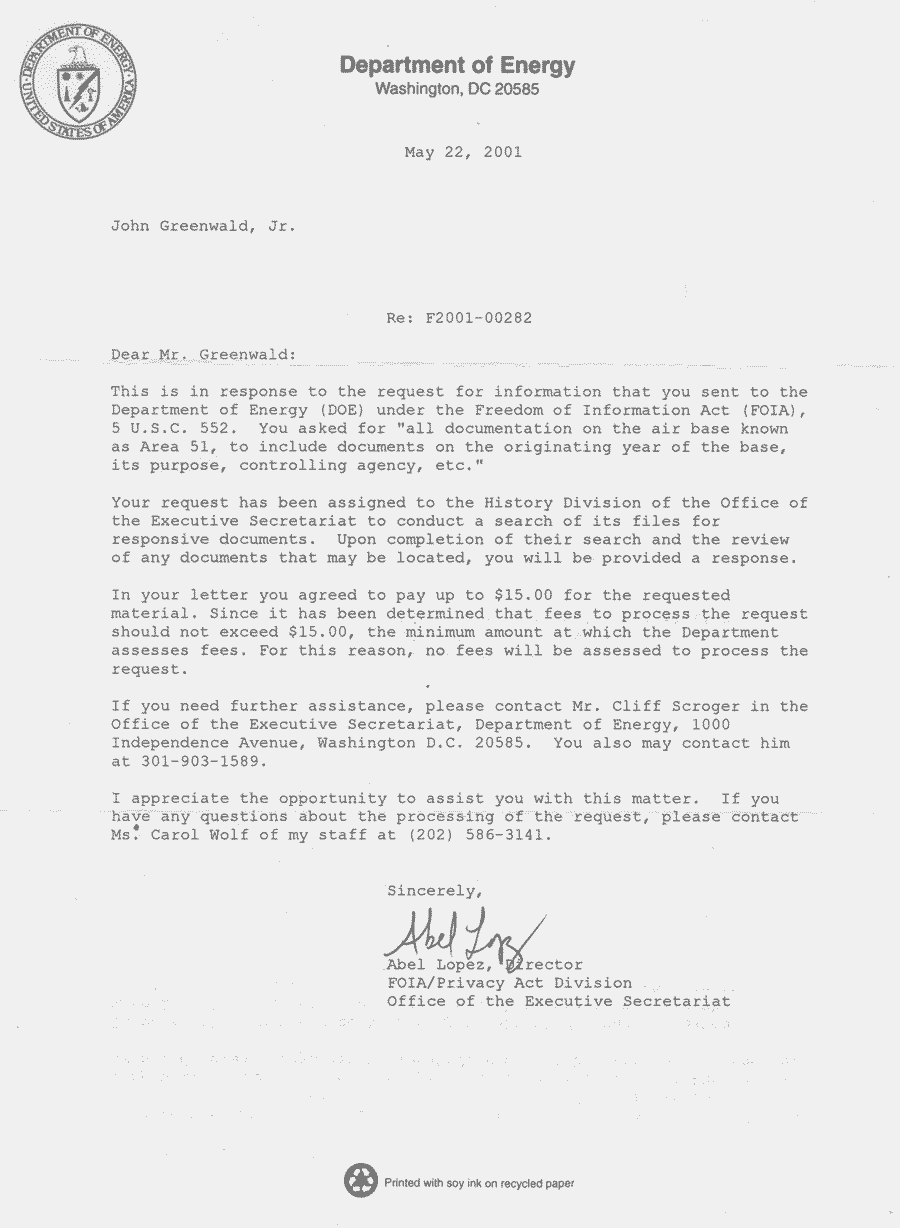 DEPARTMENT OF ENERGY
UNITED STATES OF AMERICA
Department of Energy
Washington, DC 20585
May 22, 2001
John Greenwald, Jr.
Re: F2001-00282
Dear Mr. Greenwald:
This is in response to the request for information that you sent to the
Department of Energy (DOE) under the Freedom of Information Act (FOIA),
5 U.S.C. 552.  You asked for "all documentation on the air base known
as Area 51, to include documents on the originating year of the base,
its purpose, controlling agency, etc."
Your request has been assigned to the History Division of the Office of
the Executive Secretariat to conduct a search of its files for
responsive documents.  Upon completion of their search and the review
of any documents that may be located, you will be provided a response.
In your letter you agreed to pay up to $15.00 for the requested
material. Since it has been determined that fees to process the request
should not exceed $15.00, the minimum amount at which the Department
assesses fees. For this reason, no fees will be assessed to process the
request.
If you need further assistance, please contact Mr. Cliff Scroger in the
Office of the Executive Secretariat, Department of Energy, 1000
Independence Avenue, Washington D.C. 20585.  You also may contact him
at 301-903-1589.
I appreciate the opportunity to assist you with this matter.  If you
have any questions about the processing of the request, please contact
Ms. Carol Wolf of my staff at (202) 586-3141.
Sincerely,
Abel Lopez
Abel Lopez, Director
FOIA/Privacy Act Division
Office of the Executive Secretariat
Printed with soy ink on recycled paper